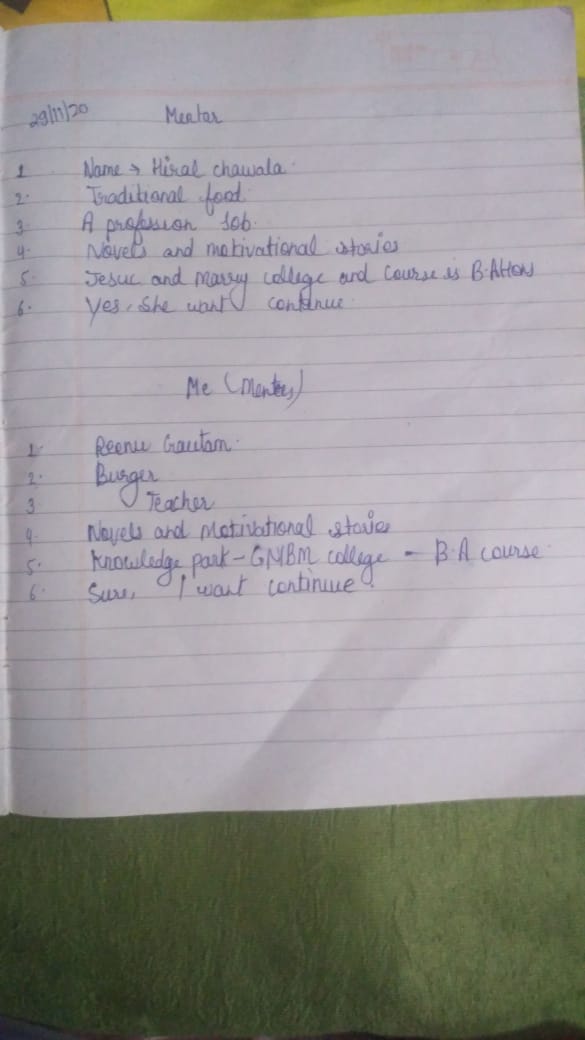 29/11/20 Mentor
1 Name → Hiral chawala.
2. Traditional food.
3. A profession Job.
4. Novels and motivational stories
5. Jesuc and Marry college and Course is B.A Hons
6. Yes, She want continue.
Me (Mentee)
1. Reenu Gautam.
2. Burger
3 Teacher
4. Novels and Motivational stories
5. Knowledge park - GNBM college - B.A course.
6. Sure, I want continue.